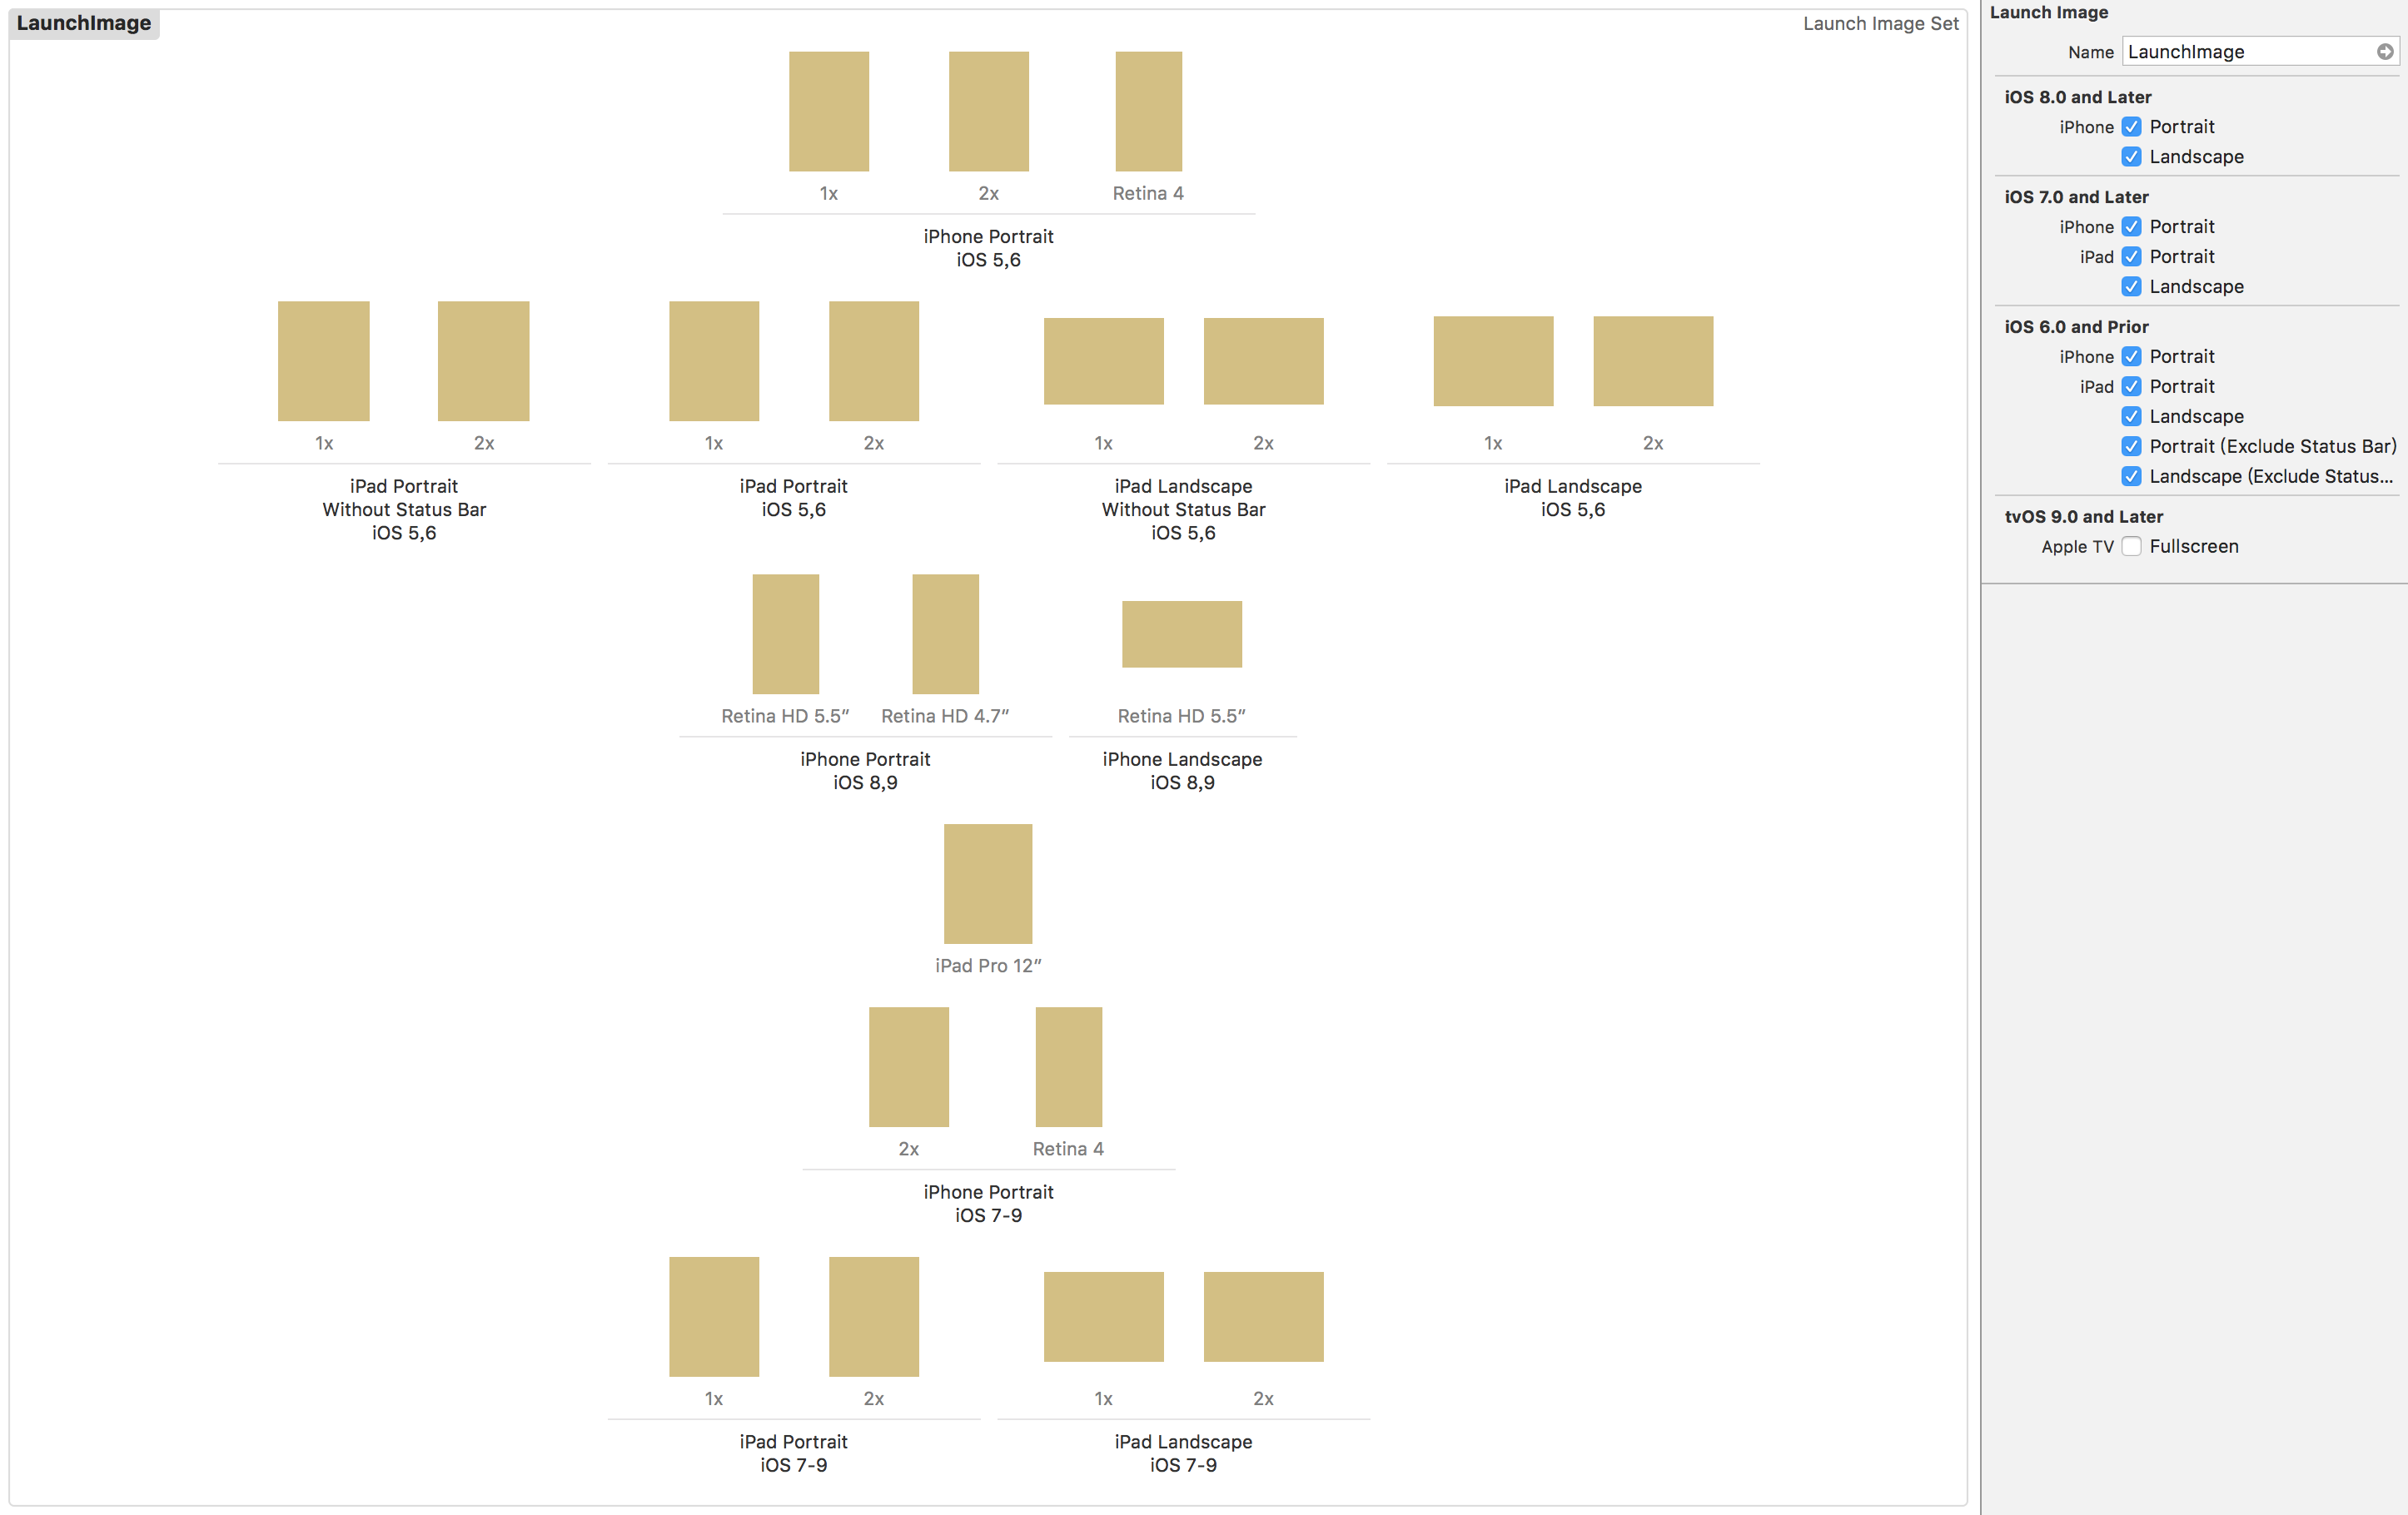 LaunchImage
Launch Image Set
1x 2x Retina 4
iPhone Portrait
iOS 5,6
1x 2x 1x 2x 1x 2x 1x 2x
iPad Portrait
Without Status Bar
iOS 5,6
iPad Portrait
iOS 5,6
iPad Landscape
Without Status Bar
iOS 5,6
iPad Landscape
iOS 5,6
Retina HD 5.5″ Retina HD 4.7″ Retina HD 5.5″
iPhone Portrait
iOS 8,9
iPhone Landscape
iOS 8,9
iPad Pro 12″
2x Retina 4
iPhone Portrait
iOS 7-9
1x 2x 1x 2x
iPad Portrait
iOS 7-9
iPad Landscape
iOS 7-9
Launch Image
Name LaunchImage
iOS 8.0 and Later
iPhone Portrait
Landscape
iOS 7.0 and Later
iPhone Portrait
iPad Portrait
Landscape
iOS 6.0 and Prior
iPhone Portrait
iPad Portrait
Landscape
Portrait (Exclude Status Bar)
Landscape (Exclude Status...
tvOS 9.0 and Later
Apple TV Fullscreen